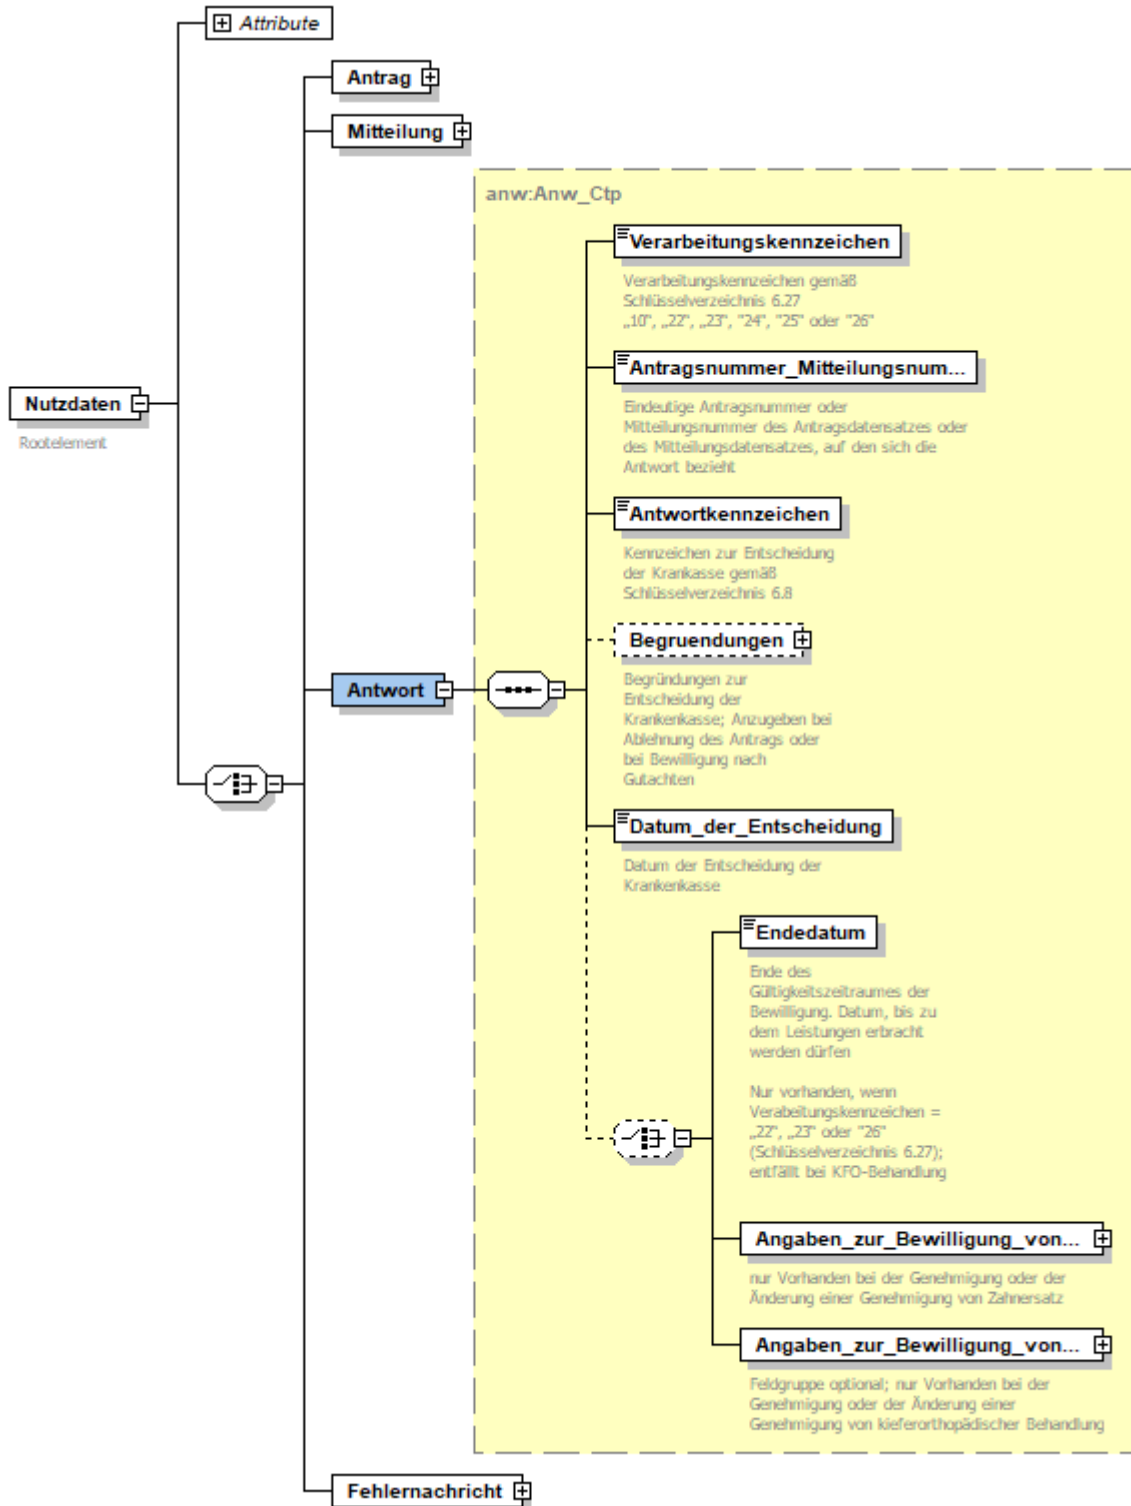 Attribute
Antrag
Mitteilung
anw:Anw_Ctp
Verarbeitungskennzeichen
Verarbeitungskennzeichen gemäß
Schlüsselverzeichnis 6.27
„10“, „22“, „23“, "24", "25" oder "26"
Antragsnummer_Mitteilungsnum...
Eindeutige Antragsnummer oder
Mitteilungsnummer des Antragsdatensatzes oder
des Mitteilungsdatensatzes, auf den sich die
Antwort bezieht
Nutzdaten
Rootelement
Antwortkennzeichen
Kennzeichen zur Entscheidung
der Krankasse gemäß
Schlüsselverzeichnis 6.8
Begruendungen
Begründungen zur
Entscheidung der
Krankenkasse; Anzugeben bei
Ablehnung des Antrags oder
bei Bewilligung nach
Gutachten
Antwort
Datum_der_Entscheidung
Datum der Entscheidung der
Krankenkasse
Endedatum
Ende des
Gültigkeitszeitraumes der
Bewilligung. Datum, bis zu
dem Leistungen erbracht
werden dürfen
Nur vorhanden, wenn
Verabeitungskennzeichen =
„22“, „23“ oder "26"
(Schlüsselverzeichnis 6.27);
entfällt bei KFO-Behandlung
Angaben_zur_Bewilligung_von...
nur Vorhanden bei der Genehmigung oder der
Änderung einer Genehmigung von Zahnersatz
Angaben_zur_Bewilligung_von...
Feldgruppe optional; nur Vorhanden bei der
Genehmigung oder der Änderung einer
Genehmigung von kieferorthopädischer Behandlung
Fehlernachricht